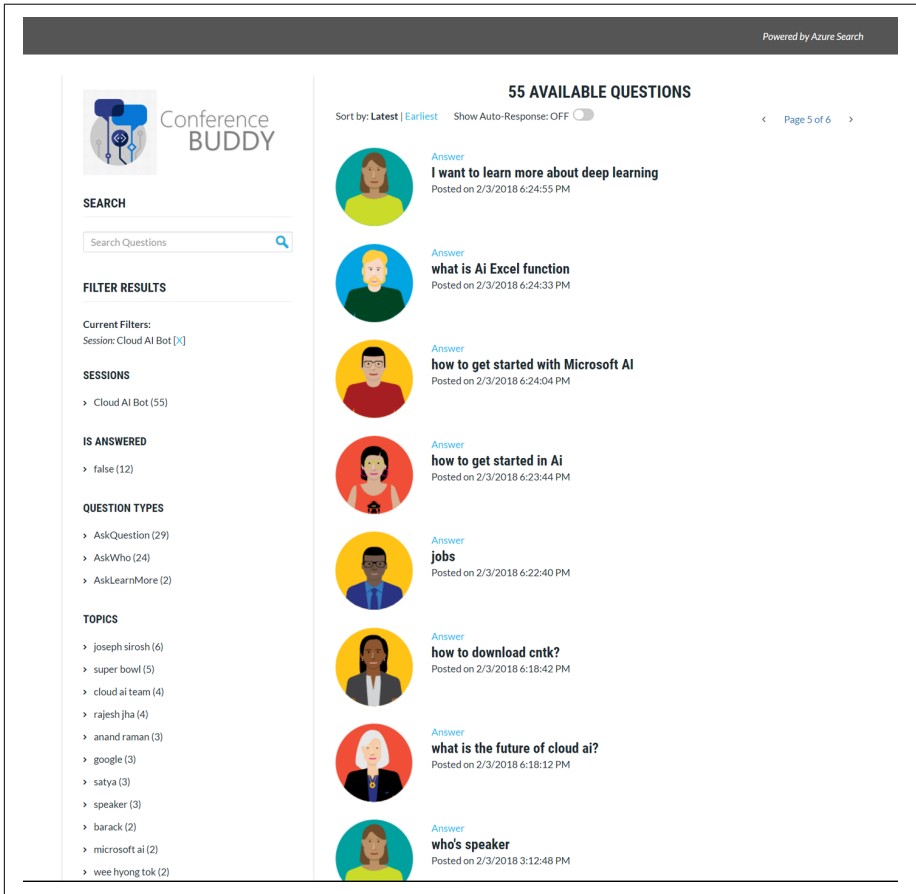 Powered by Azure Search
Conference
BUDDY
SEARCH
Search Questions
FILTER RESULTS
Current Filters:
Session: Cloud AI Bot [X]
SESSIONS
› Cloud AI Bot (55)
IS ANSWERED
› false (12)
QUESTION TYPES
› AskQuestion (29)
› AskWho (24)
› AskLearnMore (2)
TOPICS
› joseph sirosh (6)
› super bowl (5)
› cloud ai team (4)
› rajesh jha (4)
› anand raman (3)
› google (3)
› satya (3)
› speaker (3)
› barack (2)
› microsoft ai (2)
› wee hyong tok (2)
55 AVAILABLE QUESTIONS
Sort by: Latest | Earliest Show Auto-Response: OFF
‹ Page 5 of 6 ›
Answer
I want to learn more about deep learning
Posted on 2/3/2018 6:24:55 PM
Answer
what is Ai Excel function
Posted on 2/3/2018 6:24:33 PM
Answer
how to get started with Microsoft AI
Posted on 2/3/2018 6:24:04 PM
Answer
how to get started in Ai
Posted on 2/3/2018 6:23:44 PM
Answer
jobs
Posted on 2/3/2018 6:22:40 PM
Answer
how to download cntk?
Posted on 2/3/2018 6:18:42 PM
Answer
what is the future of cloud ai?
Posted on 2/3/2018 6:18:12 PM
Answer
who's speaker
Posted on 2/3/2018 3:12:48 PM